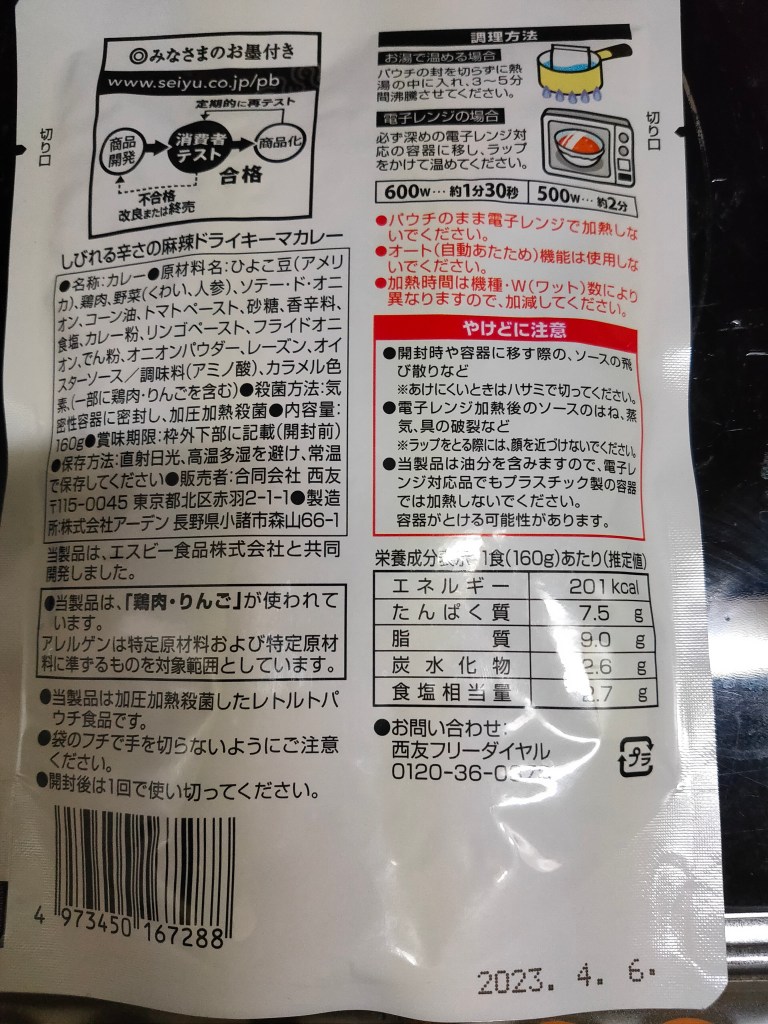 ◎みなさまのお墨付き
www.seiyu.co.jp/pb
定期的に再テスト
商品
開発
消費者
テスト
商品化
合格
不合格
改良または終売
切り口
しびれる辛さの麻辣ドライキーマカレー
●名称:カレー●原材料名:ひよこ豆(アメリ
カ)、鶏肉、野菜(くわい、人参)、ソテー・ド・オニ
オン、コーン油、トマトペースト、砂糖、香辛料、
食塩、カレー粉、リンゴペースト、フライドオニ
オン、でん粉、オニオンパウダー、レーズン、オイ
スターソース/調味料(アミノ酸)、カラメル色
素、(一部に鶏肉・りんごを含む)●殺菌方法:気
密性容器に密封し、加圧加熱殺菌●内容量:
160g●賞味期限:枠外下部に記載(開封前)
●保存方法:直射日光、高温多湿を避け、常温
で保存してください●販売者:合同会社 西友
〒115-0045 東京都北区赤羽2-1-1●製造
所:株式会社アーデン 長野県小諸市森山66-1
当製品は、エスビー食品株式会社と共同
開発しました。
●当製品は、「鶏肉・りんご」が使われて
います。
アレルゲンは特定原材料および特定原材
料に準ずるものを対象範囲としています。
●当製品は加圧加熱殺菌したレトルトパ
ウチ食品です。
●袋のフチで手を切らないようにご注意
ください。
●開封後は1回で使い切ってください。
4 973450 167288
調理方法
お湯で温める場合
パウチの封を切らずに熱
湯の中に入れ、3〜5分
間沸騰させてください。
電子レンジの場合
必ず深めの電子レンジ対
応の容器に移し、ラップ
をかけて温めてください。
切り口
600w… 約1分30秒 500w… 約2分
●パウチのまま電子レンジで加熱しな
いでください。
●オート(自動あたため)機能は使用しな
いでください。
●加熱時間は機種・W(ワット)数により
異なりますので、加減してください。
やけどに注意
●開封時や容器に移す際の、ソースの飛
び散りなど
※あけにくいときはハサミで切ってください。
●電子レンジ加熱後のソースのはね、蒸
気、具の破裂など
※ラップをとる際には、顔を近づけないでください。
●当製品は油分を含みますので、電子レ
ンジ対応品でもプラスチック製の容器
では加熱しないでください。
容器がとける可能性があります。
栄養成分表示 1食(160g)あたり(推定値)
エネルギー 201kcal
たんぱく質 7.5 g
脂質 9.0 g
炭水化物 2.6 g
食塩相当量 2.7 g
●お問い合わせ:
西友フリーダイヤル
0120-36-0
プラ
2023. 4. 6.